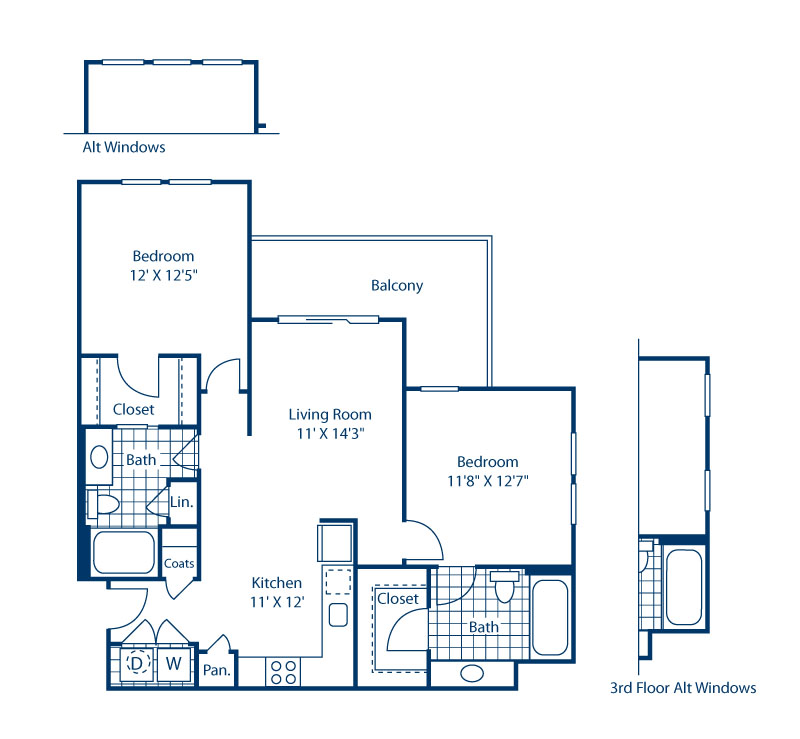 Alt Windows
Bedroom
12' X 12'5"
Balcony
Closet
Living Room
11' X 14'3"
Bath
Bedroom
11'8" X 12'7"
Lin.
Coats
Kitchen
11' X 12'
Closet
Bath
D
W
Pan.
3rd Floor Alt Windows